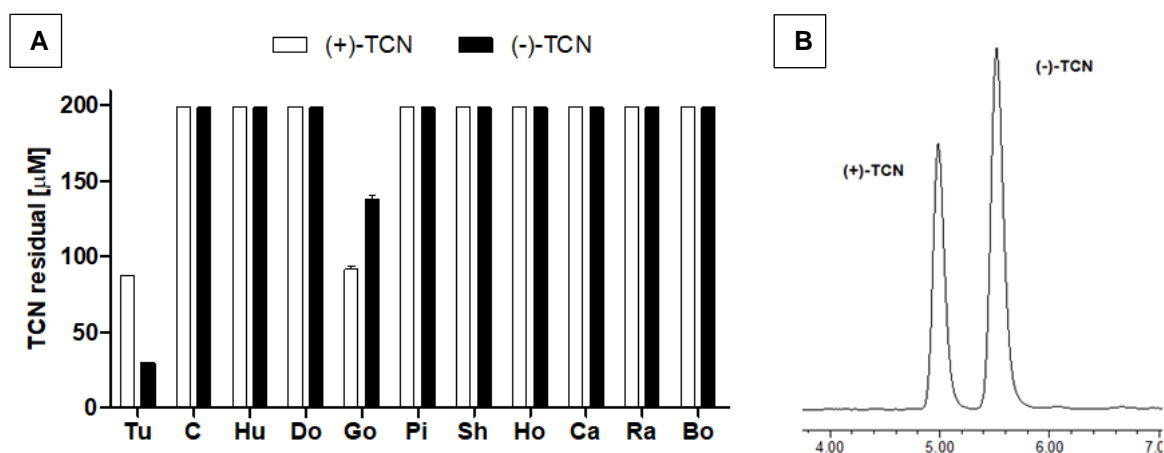 A
(+)-TCN (-)-TCN
TCN residual [µM]
200
150
100
50
0
Tu C Hu Do Go Pi Sh Ho Ca Ra Bo
B
(-)-TCN
(+)-TCN
4.00 5.00 6.00 7.0